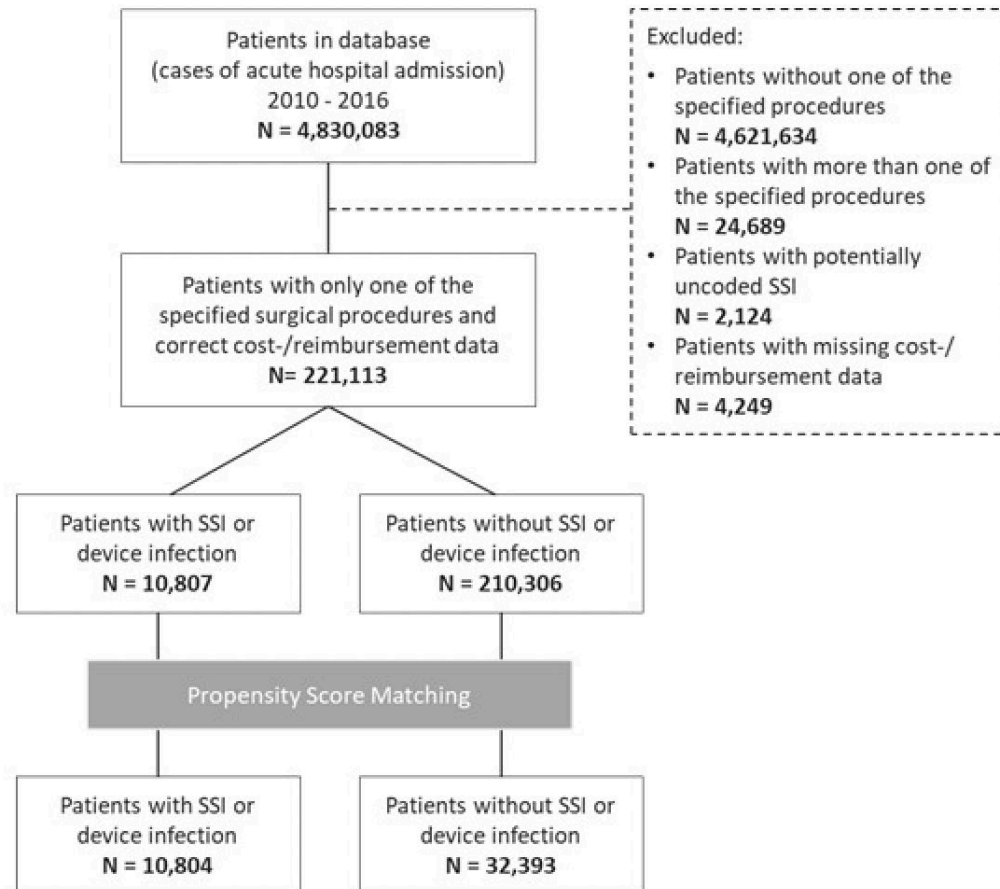 Patients in database
(cases of acute hospital admission)
2010 - 2016
N = 4,830,083
Excluded:
• Patients without one of the
specified procedures
N = 4,621,634
• Patients with more than one of
the specified procedures
N = 24,689
• Patients with potentially
uncoded SSI
N = 2,124
• Patients with missing cost-/
reimbursement data
N = 4,249
Patients with only one of the
specified surgical procedures and
correct cost-/reimbursement data
N= 221,113
Patients with SSI or
device infection
N = 10,807
Patients without SSI or
device infection
N = 210,306
Propensity Score Matching
Patients with SSI or
device infection
N = 10,804
Patients without SSI or
device infection
N = 32,393